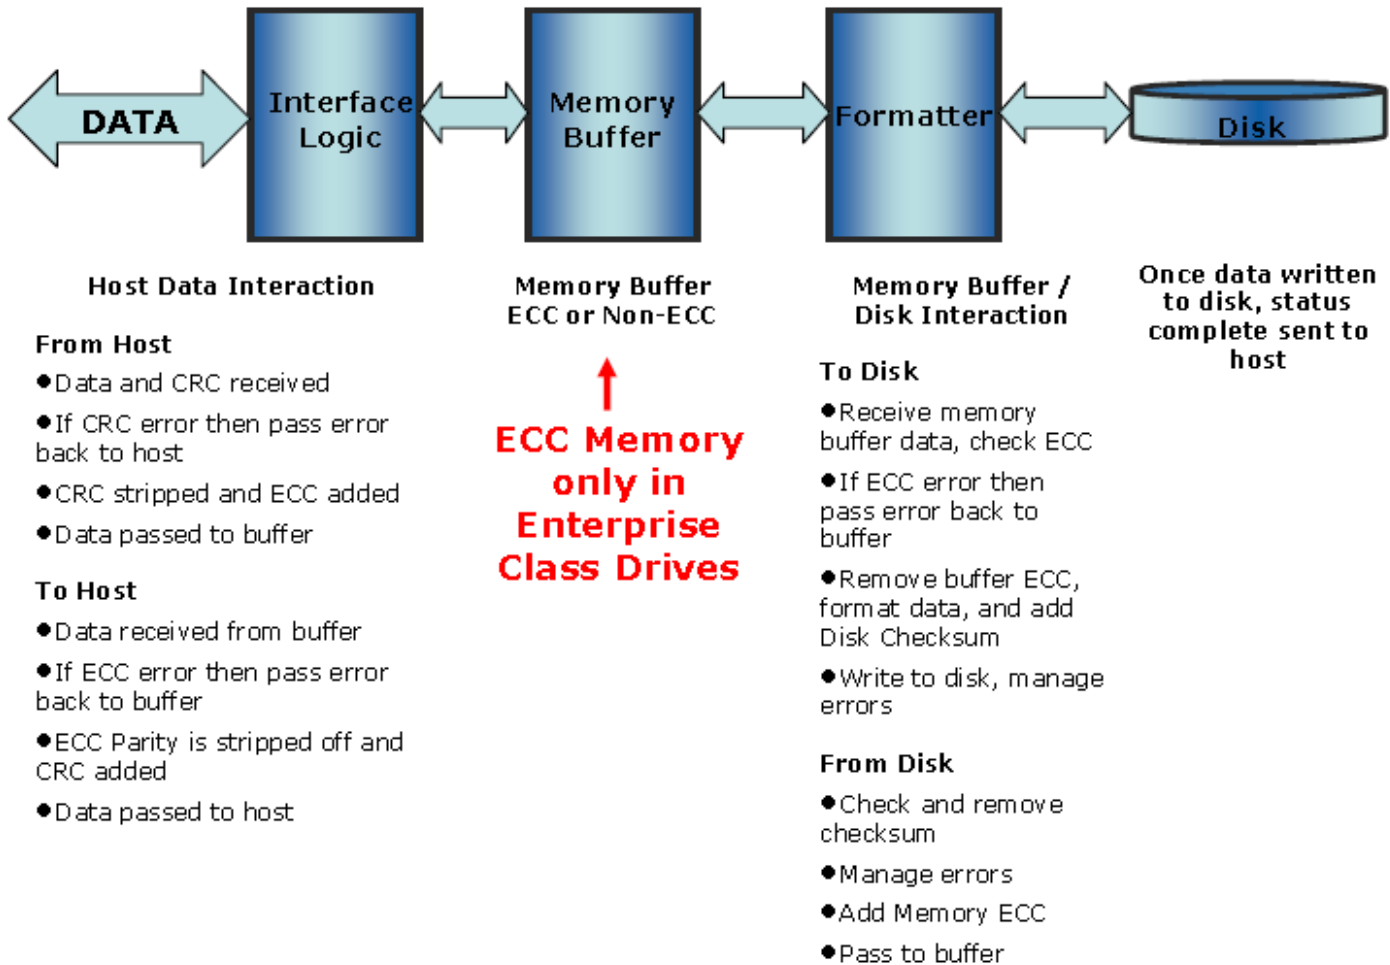 DATA
Interface
Logic
Memory
Buffer
Formatter
Disk
Host Data Interaction
From Host
●Data and CRC received
●If CRC error then pass error
back to host
●CRC stripped and ECC added
●Data passed to buffer
To Host
●Data received from buffer
●If ECC error then pass error
back to buffer
●ECC Parity is stripped off and
CRC added
●Data passed to host
Memory Buffer
ECC or Non-ECC
ECC Memory
only in
Enterprise
Class Drives
Memory Buffer /
Disk Interaction
To Disk
●Receive memory
buffer data, check ECC
●If ECC error then
pass error back to
buffer
●Remove buffer ECC,
format data, and add
Disk Checksum
●Write to disk, manage
errors
From Disk
●Check and remove
checksum
●Manage errors
●Add Memory ECC
●Pass to buffer
Once data written
to disk, status
complete sent to
host